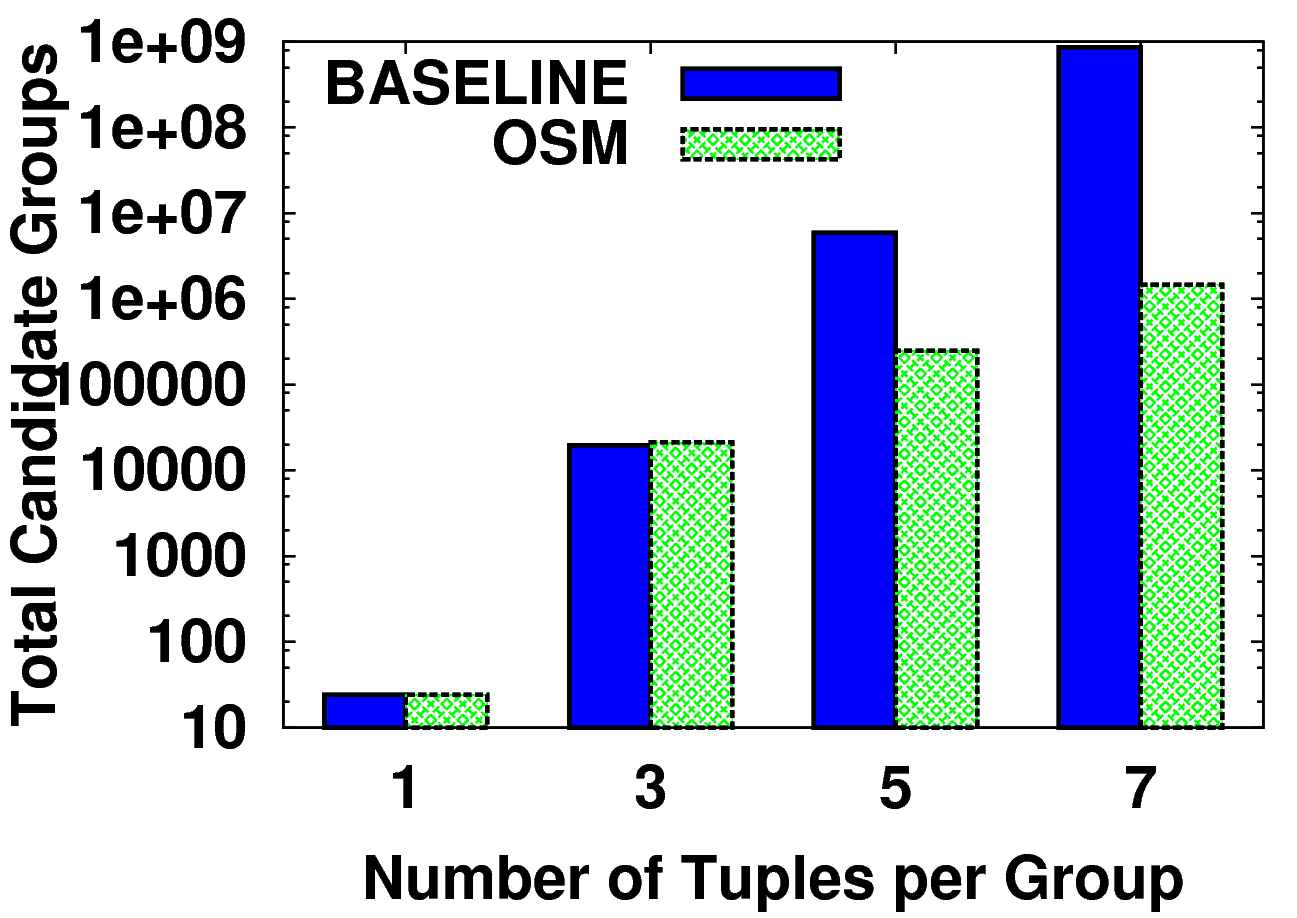 Total Candidate Groups
1e+09
1e+08
1e+07
1e+06
100000
10000
1000
100
10
BASELINE
OSM
1 3 5 7
Number of Tuples per Group